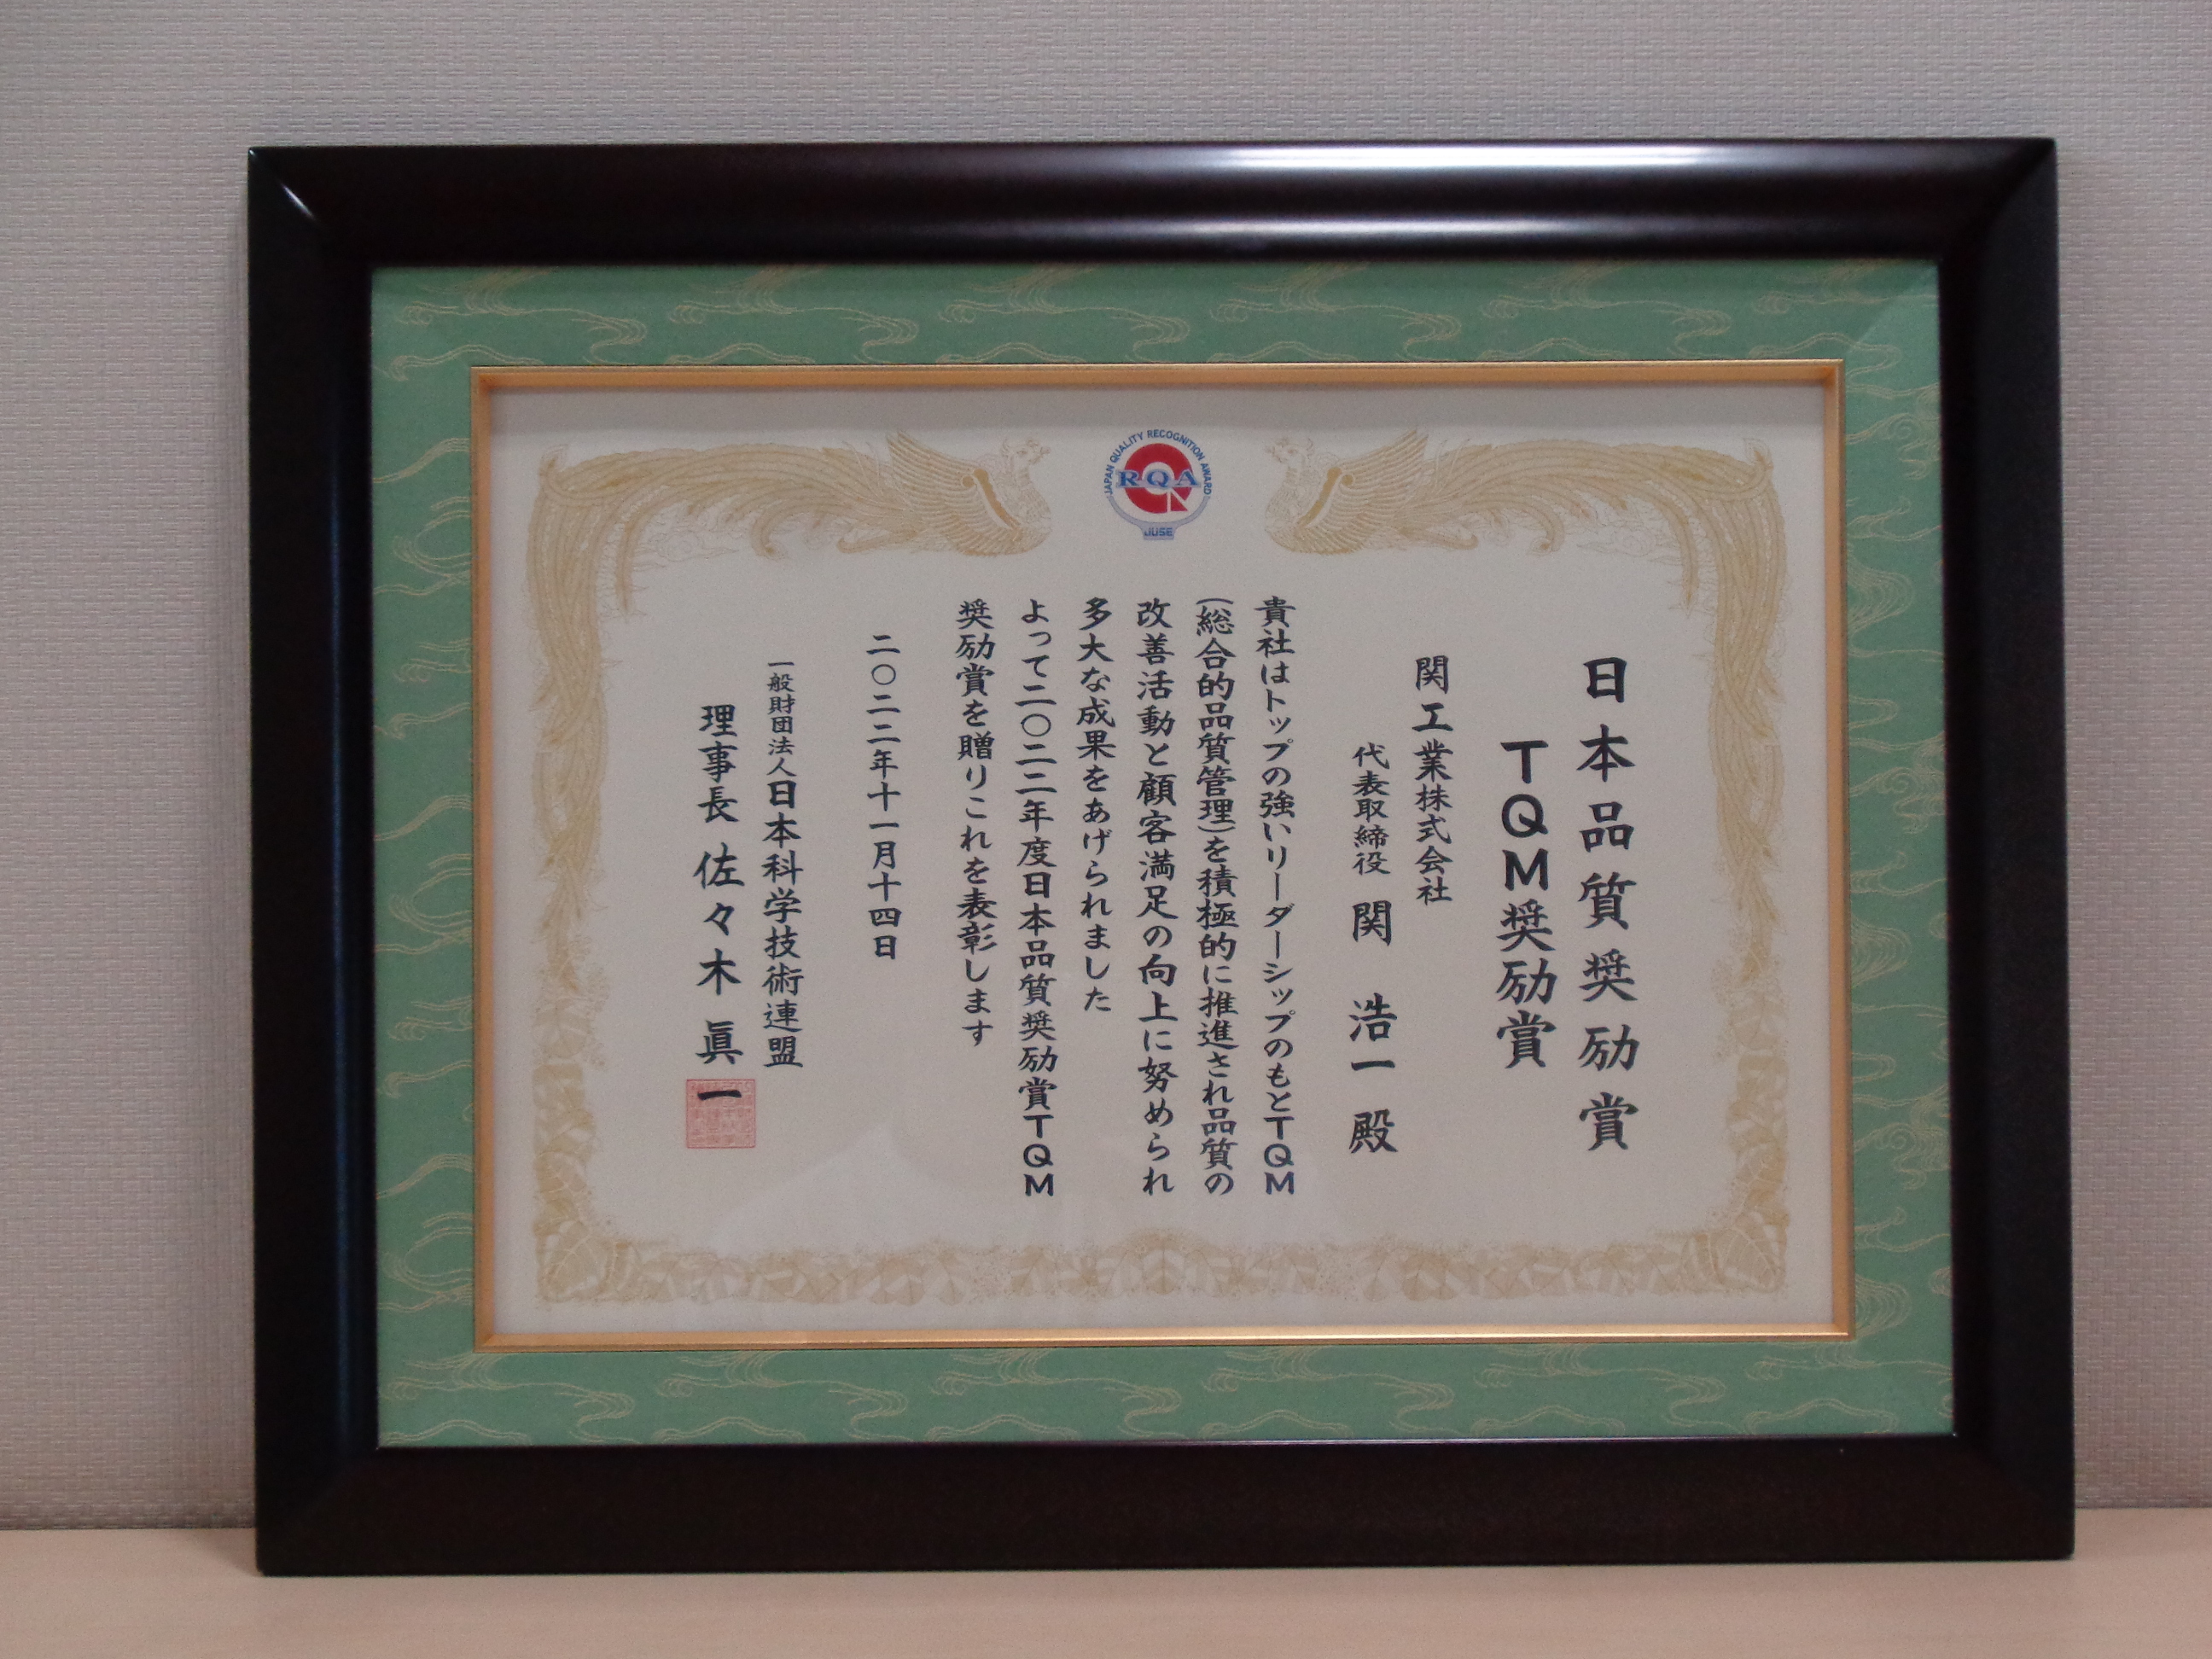 JAPAN QUALITY RECOGNITION AWARD
RQA
JUSE
日本品質奨励賞
TQM奨励賞
関工業株式会社
代表取締役 関 浩一 殿
貴社はトップの強いリーダーシップのもとTQM
(総合的品質管理)を積極的に推進され品質の
改善活動と顧客満足の向上に努められ
多大な成果をあげられました
よって二〇二二年度日本品質奨励賞TQM
奨励賞を贈りこれを表彰します
二〇二二年十一月十四日
一般財団法人日本科学技術連盟
理事長 佐々木 眞一